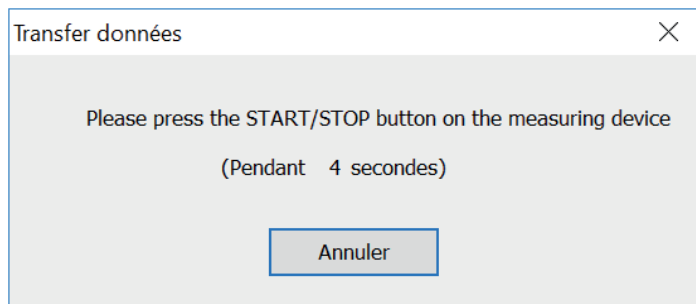 Transfer données
Please press the START/STOP button on the measuring device
(Pendant 4 secondes)
Annuler